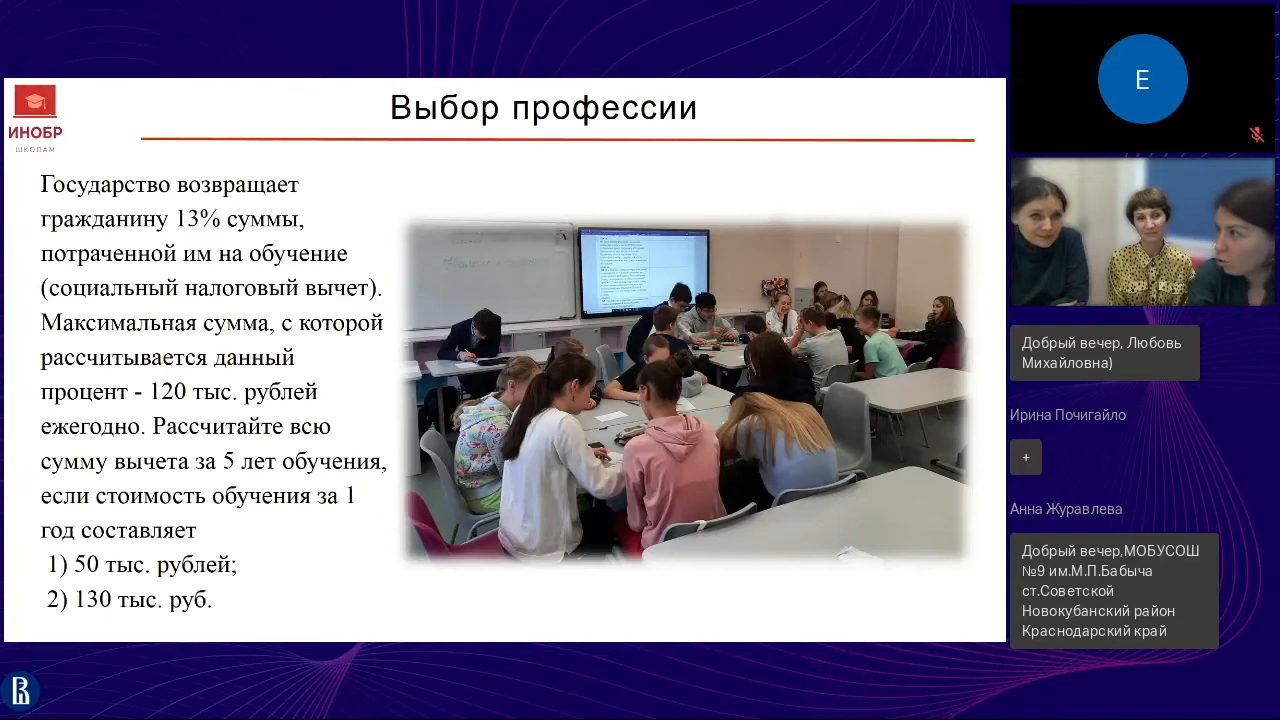 ИНОБР
ШКОЛАМ
Выбор профессии
Государство возвращает
гражданину 13% суммы,
потраченной им на обучение
(социальный налоговый вычет).
Максимальная сумма, с которой
рассчитывается данный
процент - 120 тыс. рублей
ежегодно. Рассчитайте всю
сумму вычета за 5 лет обучения,
если стоимость обучения за 1
год составляет
1) 50 тыс. рублей;
2) 130 тыс. руб.
E
Добрый вечер, Любовь
Михайловна)
Ирина Почигайло
+
Анна Журавлева
Добрый вечер,МОБУСОШ
№9 им.М.П.Бабыча
ст.Советской
Новокубанский район
Краснодарский край